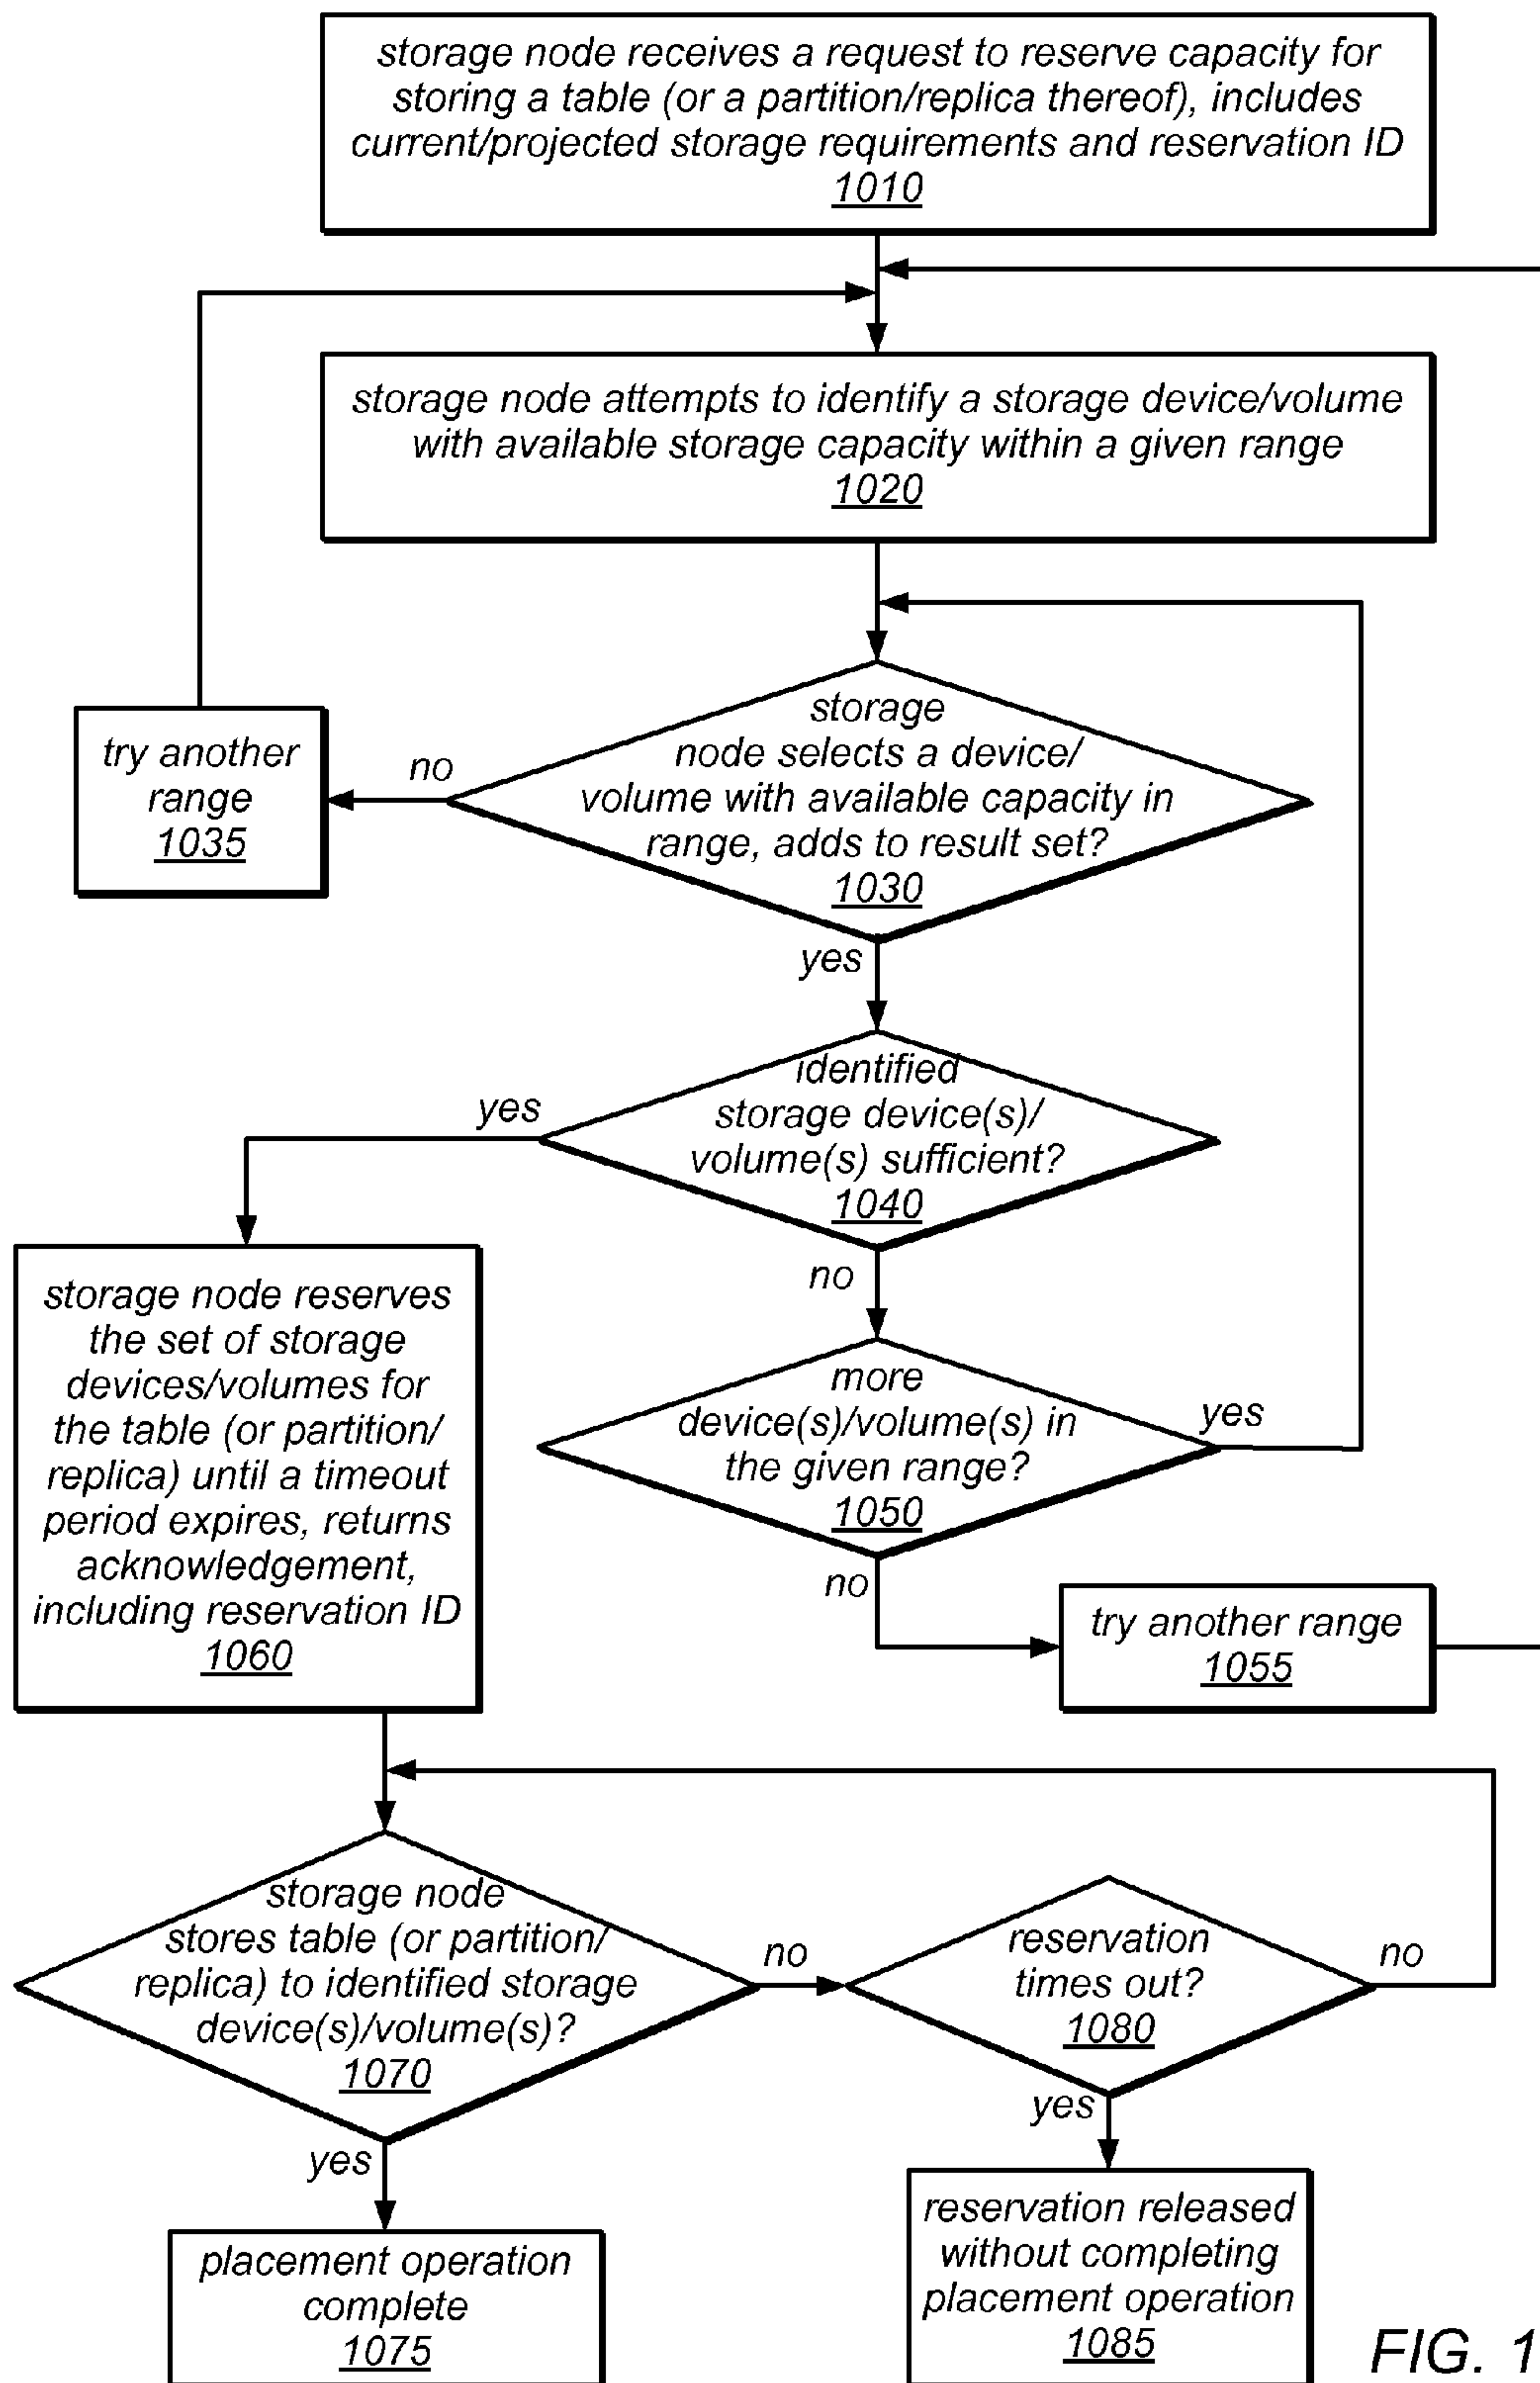 storage node receives a request to reserve capacity for
storing a table (or a partition/replica thereof), includes
current/projected storage requirements and reservation ID
1010
storage node attempts to identify a storage device/volume
with available storage capacity within a given range
1020
storage
node selects a device/
volume with available capacity in
range, adds to result set?
1030
no
try another
range
1035
yes
identified
storage device(s)/
volume(s) sufficient?
1040
yes
no
storage node reserves
the set of storage
devices/volumes for
the table (or partition/
replica) until a timeout
period expires, returns
acknowledgement,
including reservation ID
1060
more
device(s)/volume(s) in
the given range?
1050
yes
no
try another range
1055
storage node
stores table (or partition/
replica) to identified storage
device(s)/volume(s)?
1070
no
reservation
times out?
1080
no
yes
yes
placement operation
complete
1075
reservation released
without completing
placement operation
1085
FIG. 1